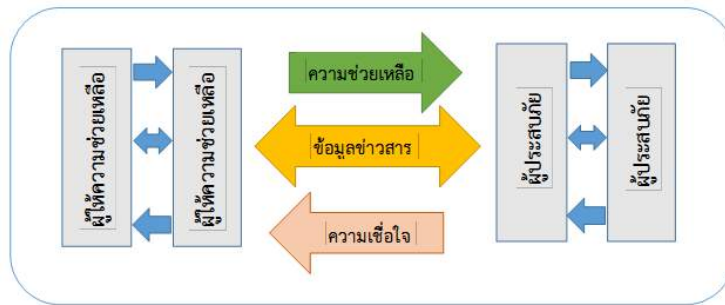 ผู้ให้ความช่วยเหลือ
ผู้ให้ความช่วยเหลือ
ความช่วยเหลือ
ข้อมูลข่าวสาร
ความเชื่อใจ
ผู้ประสบภัย
ผู้ประสบภัย